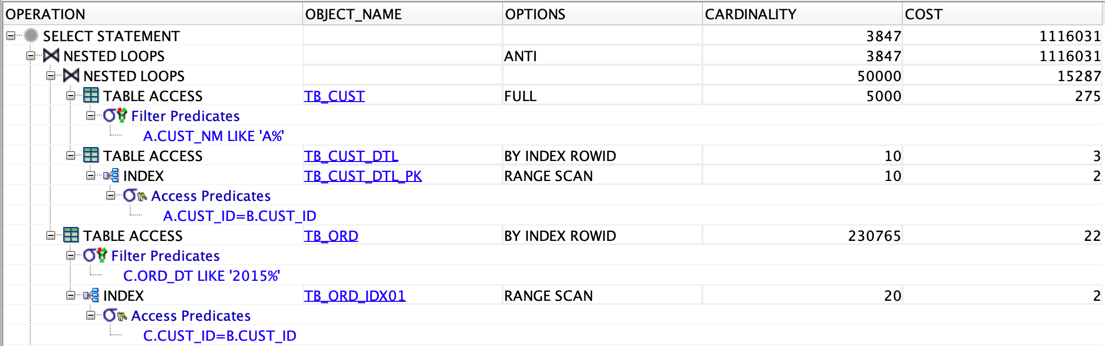 OPERATION OBJECT_NAME OPTIONS CARDINALITY COST
SELECT STATEMENT 3847 1116031
NESTED LOOPS ANTI 3847 1116031
NESTED LOOPS 50000 15287
TABLE ACCESS TB_CUST FULL 5000 275
Filter Predicates
A.CUST_NM LIKE 'A%'
TABLE ACCESS TB_CUST_DTL BY INDEX ROWID 10 3
INDEX TB_CUST_DTL_PK RANGE SCAN 10 2
Access Predicates
A.CUST_ID=B.CUST_ID
TABLE ACCESS TB_ORD BY INDEX ROWID 230765 22
Filter Predicates
C.ORD_DT LIKE '2015%'
INDEX TB_ORD_IDX01 RANGE SCAN 20 2
Access Predicates
C.CUST_ID=B.CUST_ID